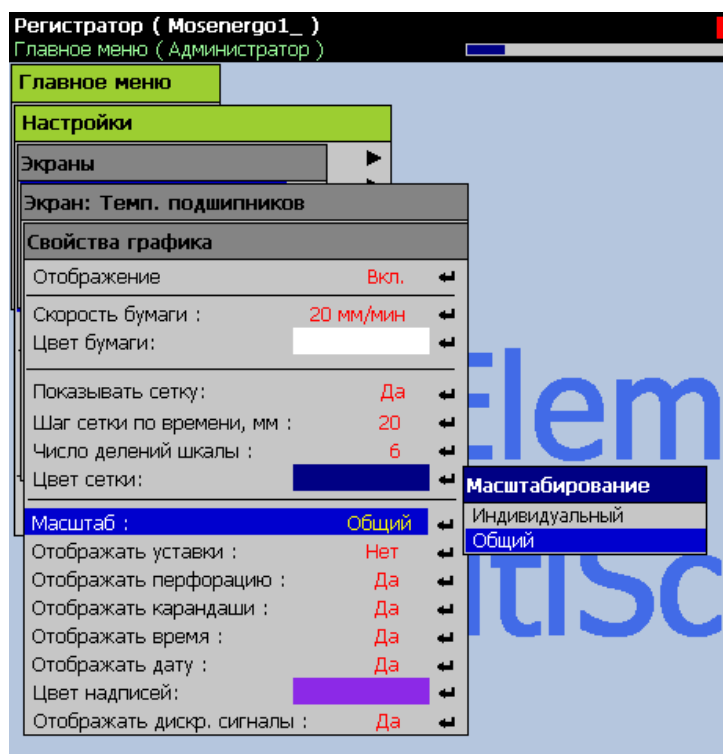 Регистратор ( Mosenergo1_ )
Главное меню ( Администратор )
Главное меню
Настройки
Экраны
Экран: Темп. подшипников
Свойства графика
Отображение Вкл.
Скорость бумаги : 20 мм/мин
Цвет бумаги:
Показывать сетку: Да
Шаг сетки по времени, мм : 20
Число делений шкалы : 6
Цвет сетки:
Масштаб : Общий
Отображать уставки : Нет
Отображать перфорацию : Да
Отображать карандаши : Да
Отображать время : Да
Отображать дату : Да
Цвет надписей:
Отображать дискр. сигналы : Да
Масштабирование
Индивидуальный
Общий
Elem